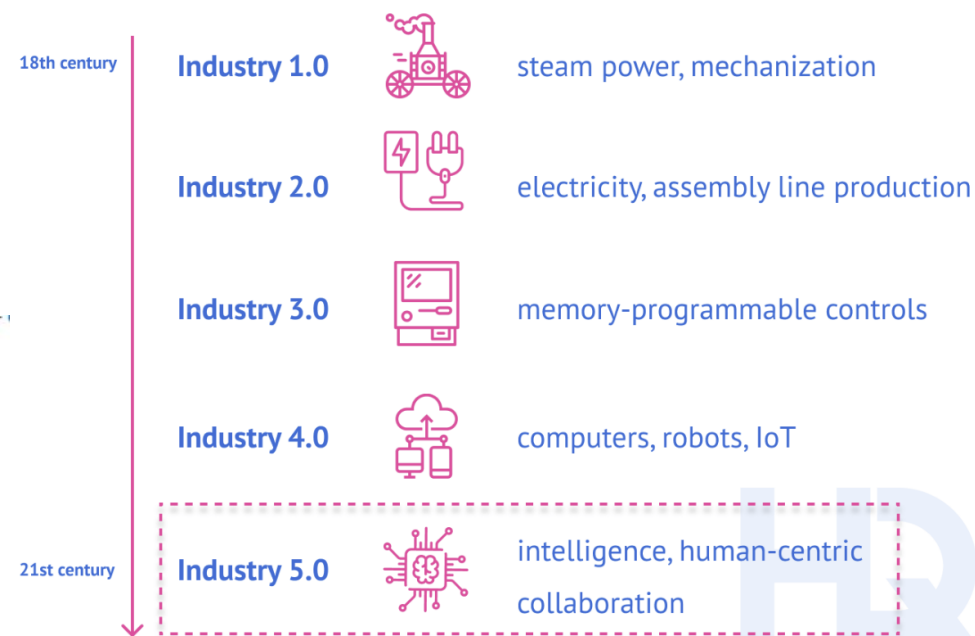 18th century
Industry 1.0
steam power, mechanization
Industry 2.0
electricity, assembly line production
Industry 3.0
memory-programmable controls
Industry 4.0
computers, robots, IoT
21st century
Industry 5.0
intelligence, human-centric
collaboration